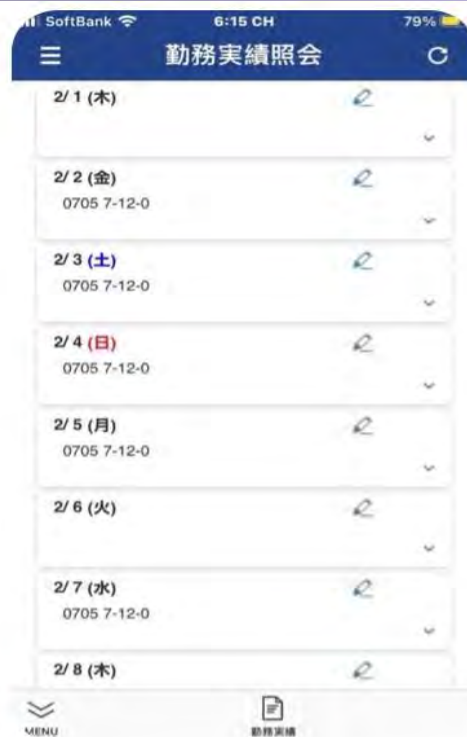 SoftBank 6:15 CH 79%
勤務実績照会
2/ 1 (木)
2/ 2 (金)
0705 7-12-0
2/ 3 (土)
0705 7-12-0
2/ 4 (日)
0705 7-12-0
2/ 5 (月)
0705 7-12-0
2/ 6 (火)
2/ 7 (水)
0705 7-12-0
2/ 8 (木)
MENU 勤務実績